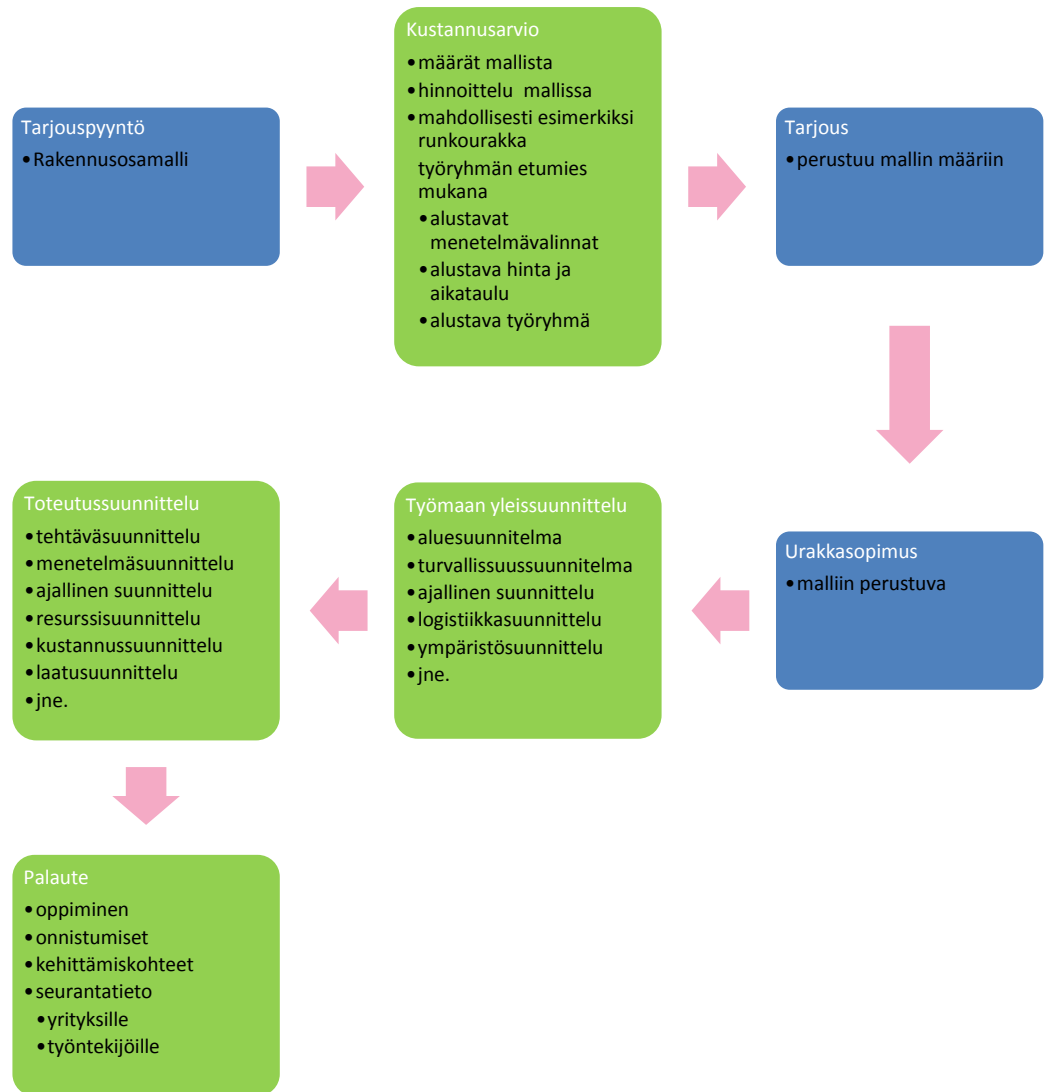 Tarjouspyyntö
•Rakennusosamalli
Kustannusarvio
•määrät mallista
•hinnoittelu mallissa
•mahdollisesti esimerkiksi
runkourakka
työryhmän etumies
mukana
•alustavat
menetelmävalinnat
•alustava hinta ja
aikataulu
•alustava työryhmä
Tarjous
•perustuu mallin määriin
Urakkasopimus
•malliin perustuva
Työmaan yleissuunnittelu
•aluesuunnitelma
•turvallissuussuunnitelma
•ajallinen suunnittelu
•logistiikkasuunnittelu
•ympäristösuunnittelu
•jne.
Toteutussuunnittelu
•tehtäväsuunnittelu
•menetelmäsuunnittelu
•ajallinen suunnittelu
•resurssisuunnittelu
•kustannussuunnittelu
•laatusuunnittelu
•jne.
Palaute
•oppiminen
•onnistumiset
•kehittämiskohteet
•seurantatieto
•yrityksille
•työntekijöille